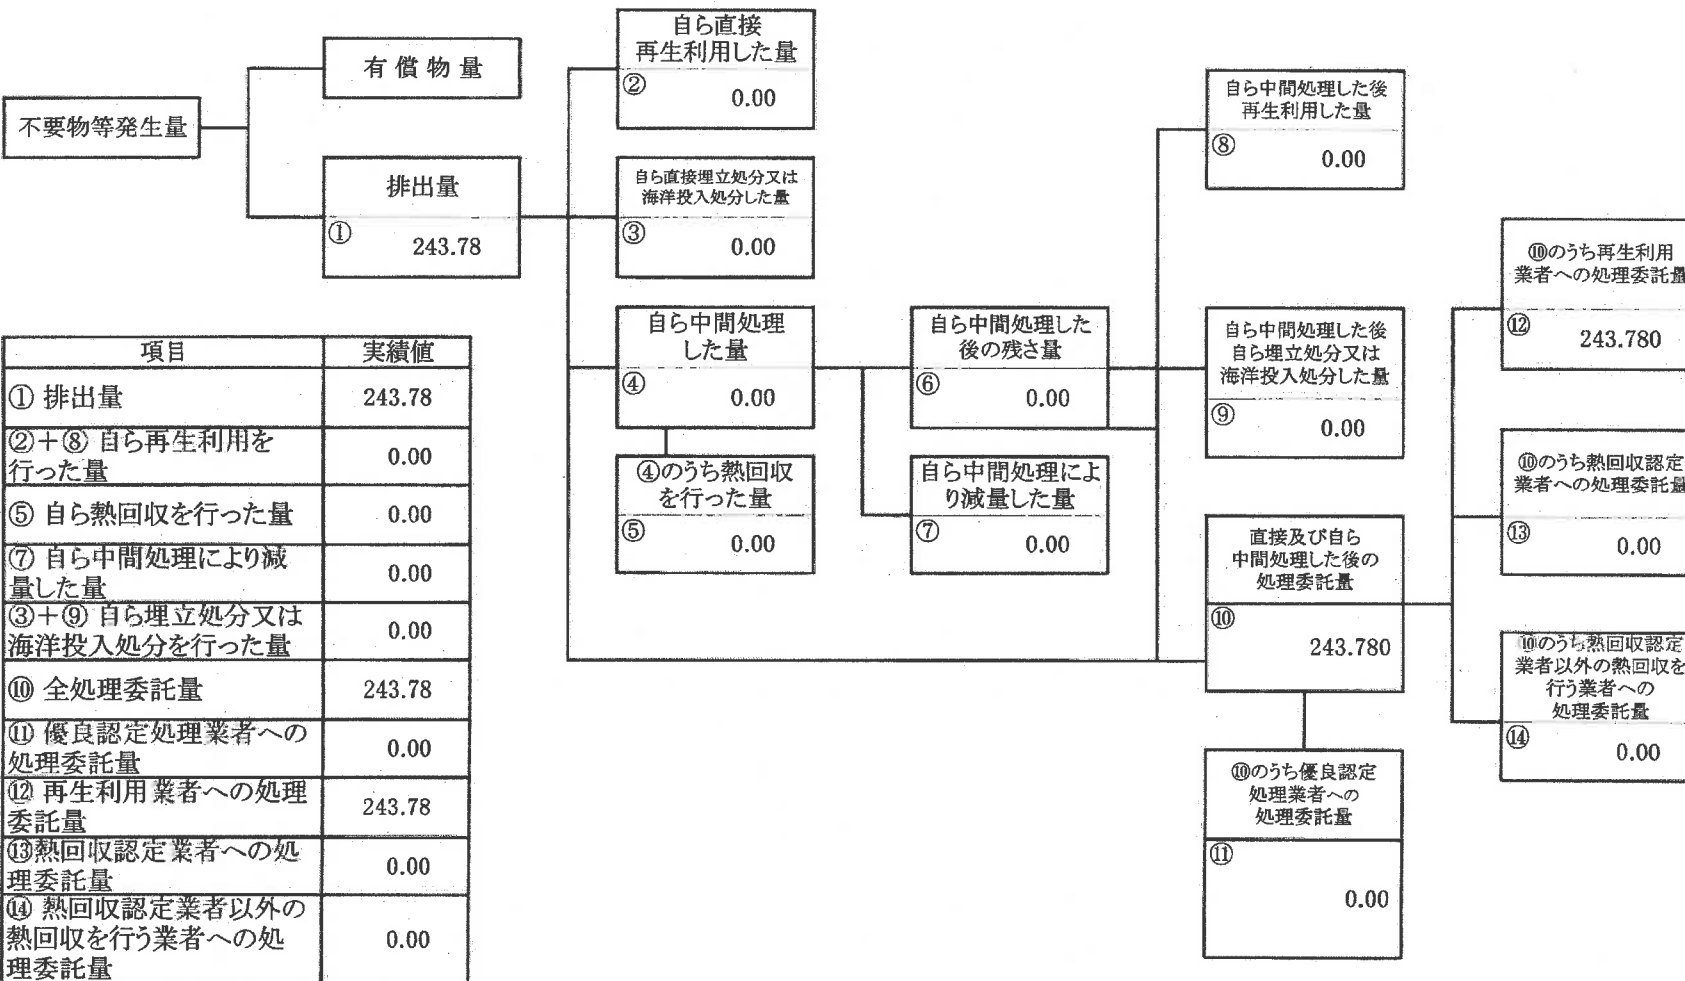 不要物等発生量
有償物量
排出量
① 243.78
自ら直接
再生利用した量
② 0.00
自ら直接埋立処分又は
海洋投入処分した量
③ 0.00
自ら中間処理
した量
④ 0.00
④のうち熱回収
を行った量
⑤ 0.00
自ら中間処理した
後の残さ量
⑥ 0.00
自ら中間処理によ
り減量した量
⑦ 0.00
自ら中間処理した後
再生利用した量
⑧ 0.00
自ら中間処理した後
自ら埋立処分又は
海洋投入処分した量
⑨ 0.00
直接及び自ら
中間処理した後の
処理委託量
⑩ 243.780
⑩のうち優良認定
処理業者への
処理委託量
⑪ 0.00
⑩のうち再生利用
業者への処理委託量
⑫ 243.780
⑩のうち熱回収認定
業者への処理委託量
⑬ 0.00
⑩のうち熱回収認定
業者以外の熱回収を
行う業者への
処理委託量
⑭ 0.00
項目 実績値
① 排出量 243.78
②+⑧ 自ら再生利用を
行った量 0.00
⑤ 自ら熱回収を行った量 0.00
⑦ 自ら中間処理により減
量した量 0.00
③+⑨ 自ら埋立処分又は
海洋投入処分を行った量 0.00
⑩ 全処理委託量 243.78
⑪ 優良認定処理業者への
処理委託量 0.00
⑫ 再生利用業者への処理
委託量 243.78
⑬熱回収認定業者への処
理委託量 0.00
⑭ 熱回収認定業者以外の
熱回収を行う業者への処
理委託量 0.00